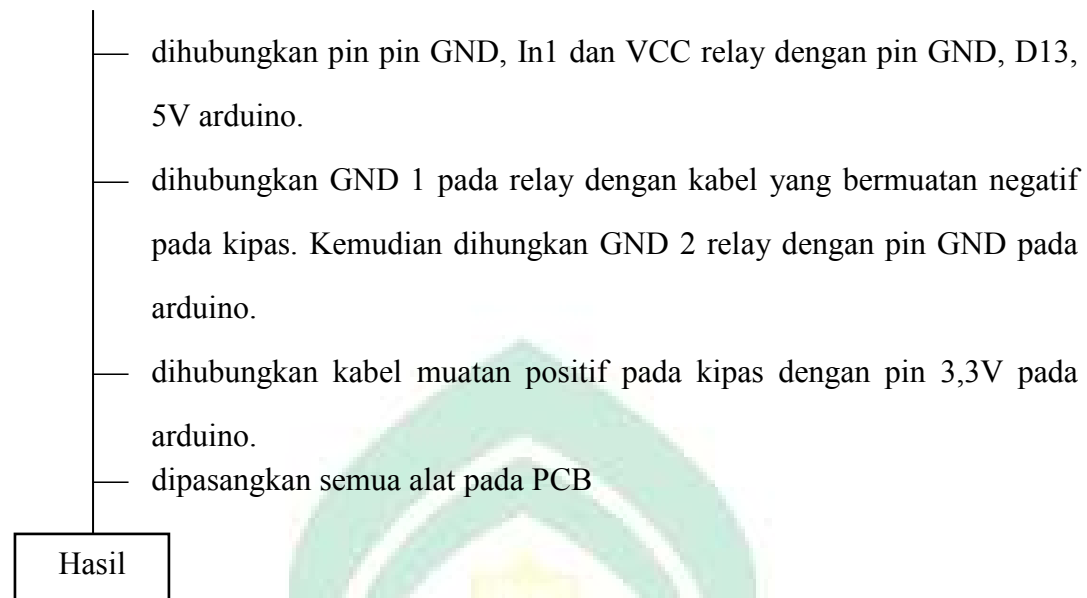 dihubungkan pin pin GND, In1 dan VCC relay dengan pin GND, D13,
5V arduino.
dihubungkan GND 1 pada relay dengan kabel yang bermuatan negatif
pada kipas. Kemudian dihungkan GND 2 relay dengan pin GND pada
arduino.
dihubungkan kabel muatan positif pada kipas dengan pin 3,3V pada
arduino.
dipasangkan semua alat pada PCB
Hasil